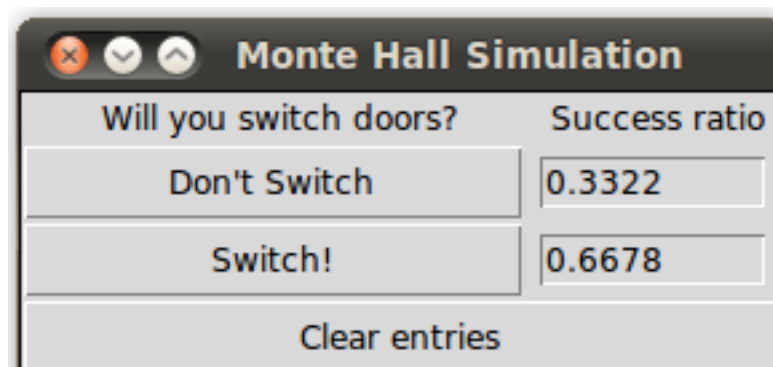 Monte Hall Simulation
Will you switch doors? Success ratio
Don't Switch 0.3322
Switch! 0.6678
Clear entries